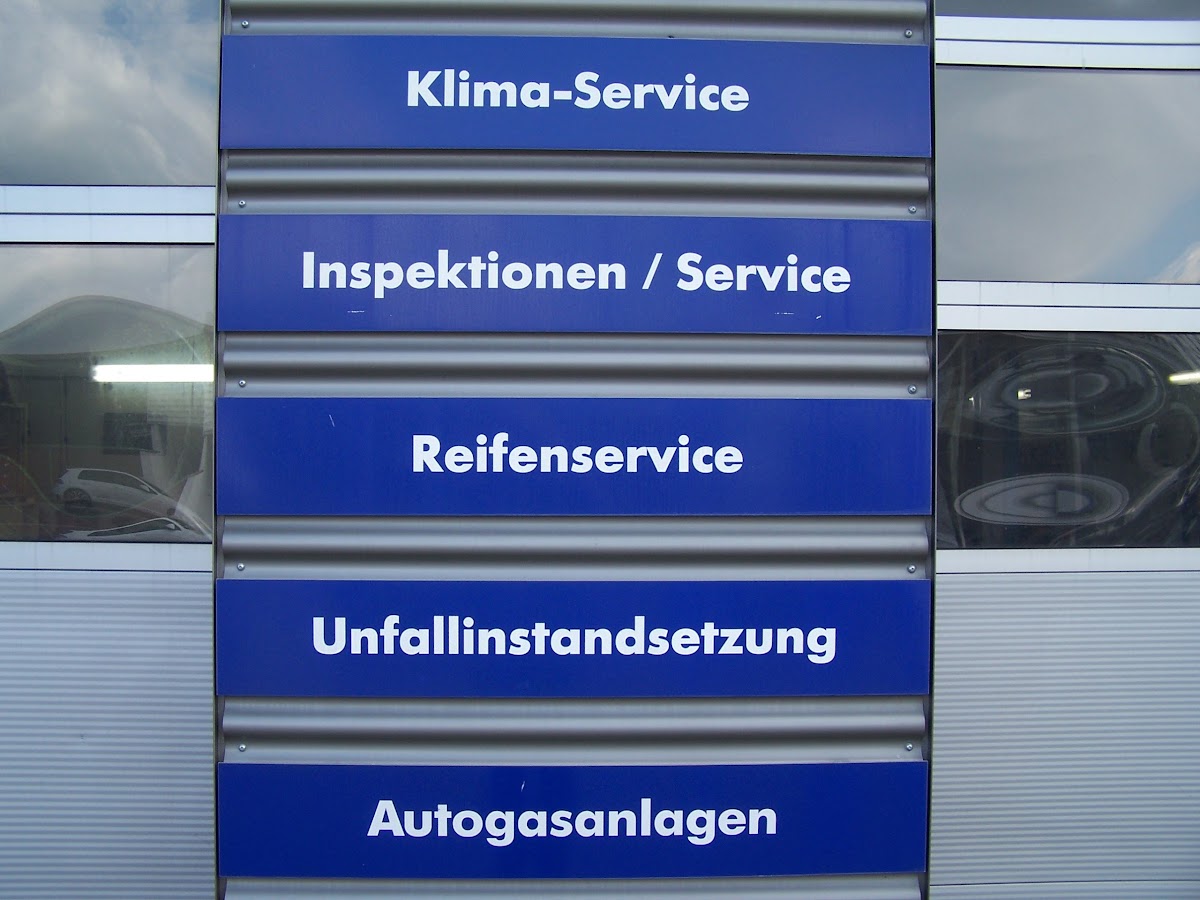 Klima-Service
Inspektionen / Service
Reifenservice
Unfallinstandsetzung
Autogasanlagen